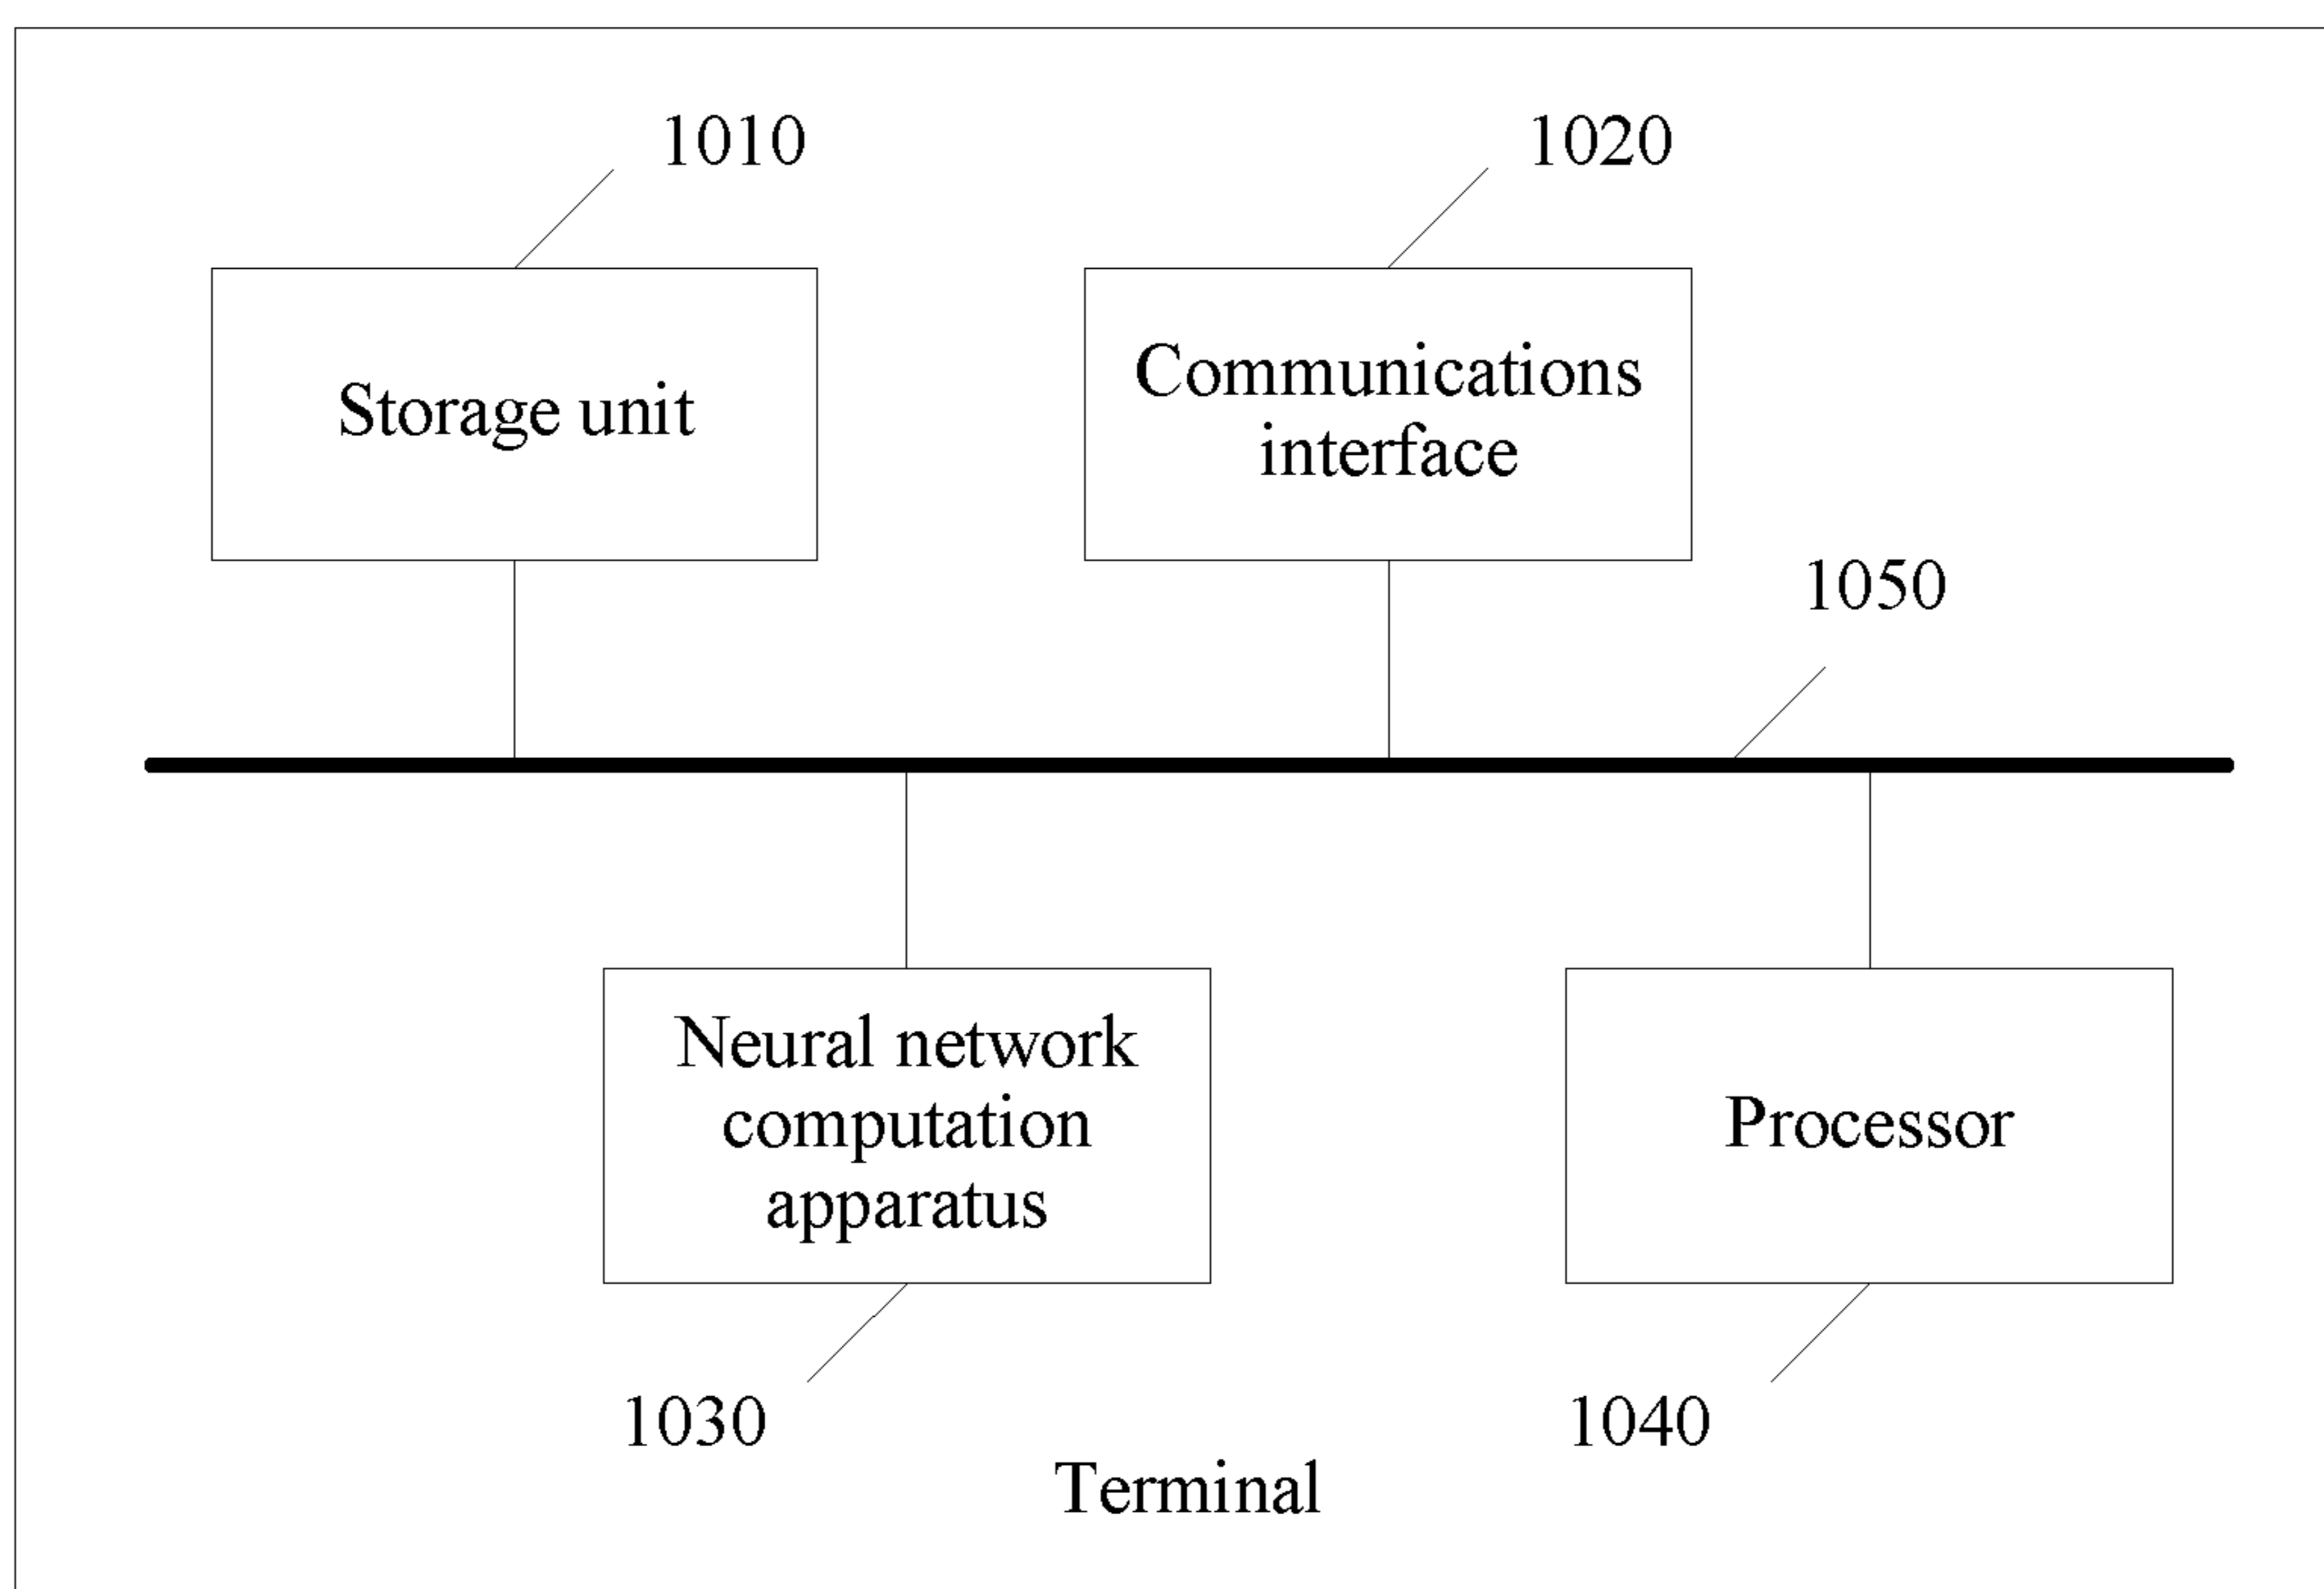 1010
1020
Storage unit
Communications
interface
1050
Neural network
computation
apparatus
Processor
1030
1040
Terminal